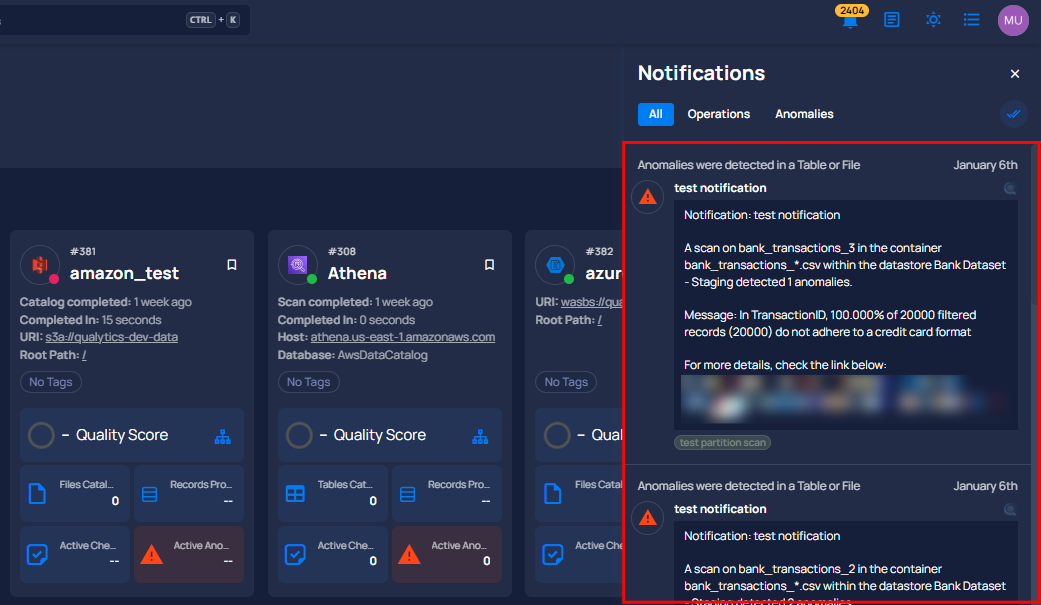 CTRL + K
2404
MU
Notifications
All Operations Anomalies
Anomalies were detected in a Table or File January 6th
test notification
Notification: test notification
A scan on bank_transactions_3 in the container
bank_transactions_*.csv within the datastore Bank Dataset
- Staging detected 1 anomalies.
Message: In TransactionID, 100.000% of 20000 filtered
records (20000) do not adhere to a credit card format
For more details, check the link below:
test partition scan
Anomalies were detected in a Table or File January 6th
test notification
Notification: test notification
A scan on bank_transactions_2 in the container
bank_transactions_*.csv within the datastore Bank Dataset
- Staging detected 2 anomalies.
#381
amazon_test
Catalog completed: 1 week ago
Completed In: 15 seconds
URI: s3a://qualytics-dev-data
Root Path: /
No Tags
– Quality Score
Files Catal...
0
Records Pro...
--
Active Che...
--
Active Ano...
--
#308
Athena
Scan completed: 1 week ago
Completed In: 0 seconds
Host: athena.us-east-1.amazonaws.com
Database: AwsDataCatalog
No Tags
– Quality Score
Tables Cat...
0
Records Pro...
--
Active Che...
0
Active Ano...
0
#382
azur
URI: wasbs://qua
Root Path: /
No Tags
– Qual
Files Catal
Active Che